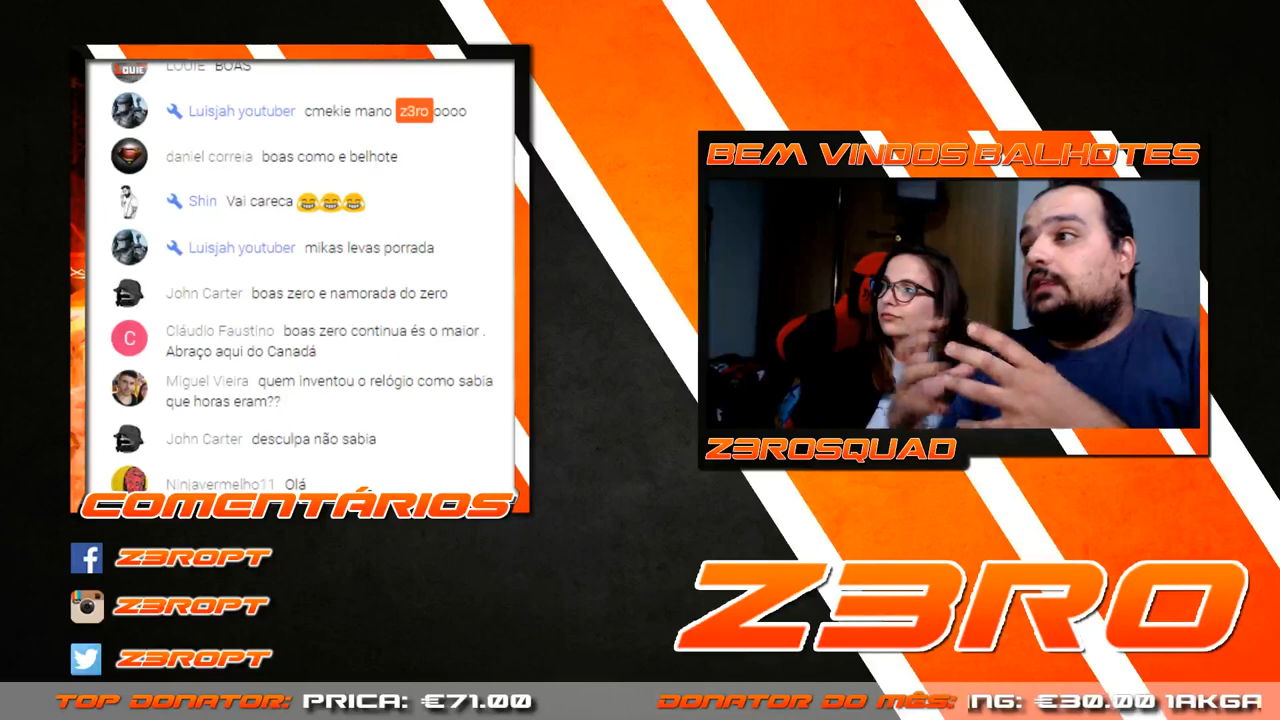 LOUIE BOAS
Luisjah youtuber cmekie mano z3ro oooo
daniel correia boas como e belhote
Shin Vai careca 😂😂😂
Luisjah youtuber mikas levas porrada
John Carter boas zero e namorada do zero
C Cláudio Faustino boas zero continua és o maior .
Abraço aqui do Canadá
Miguel Vieira quem inventou o relógio como sabia
que horas eram??
John Carter desculpa não sabia
Ninjavermelho11 Olá
COMENTÁRIOS
Z3ROPT
Z3ROPT
Z3ROPT
BEM VINDOS BALHOTES
Z3ROSQUAD
Z3RO
TOP DONATOR: PRICA: €71.00
DONATOR DO MÊS: ING: €30.00 1AKGA